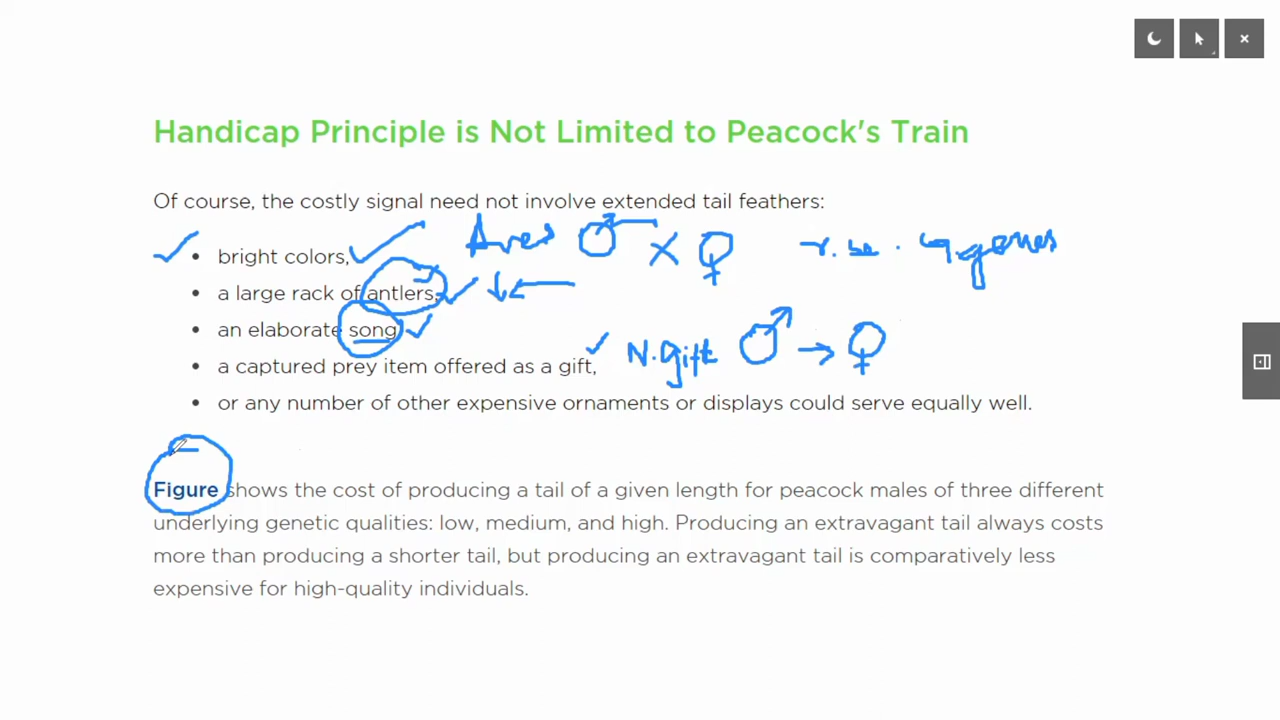 Handicap Principle is Not Limited to Peacock's Train
Of course, the costly signal need not involve extended tail feathers:
• bright colors,
Aves ♂ × ♀
genes
• a large rack of antlers,
• an elaborate song
• a captured prey item offered as a gift,
N.gift ♂ → ♀
• or any number of other expensive ornaments or displays could serve equally well.
Figure shows the cost of producing a tail of a given length for peacock males of three different
underlying genetic qualities: low, medium, and high. Producing an extravagant tail always costs
more than producing a shorter tail, but producing an extravagant tail is comparatively less
expensive for high-quality individuals.